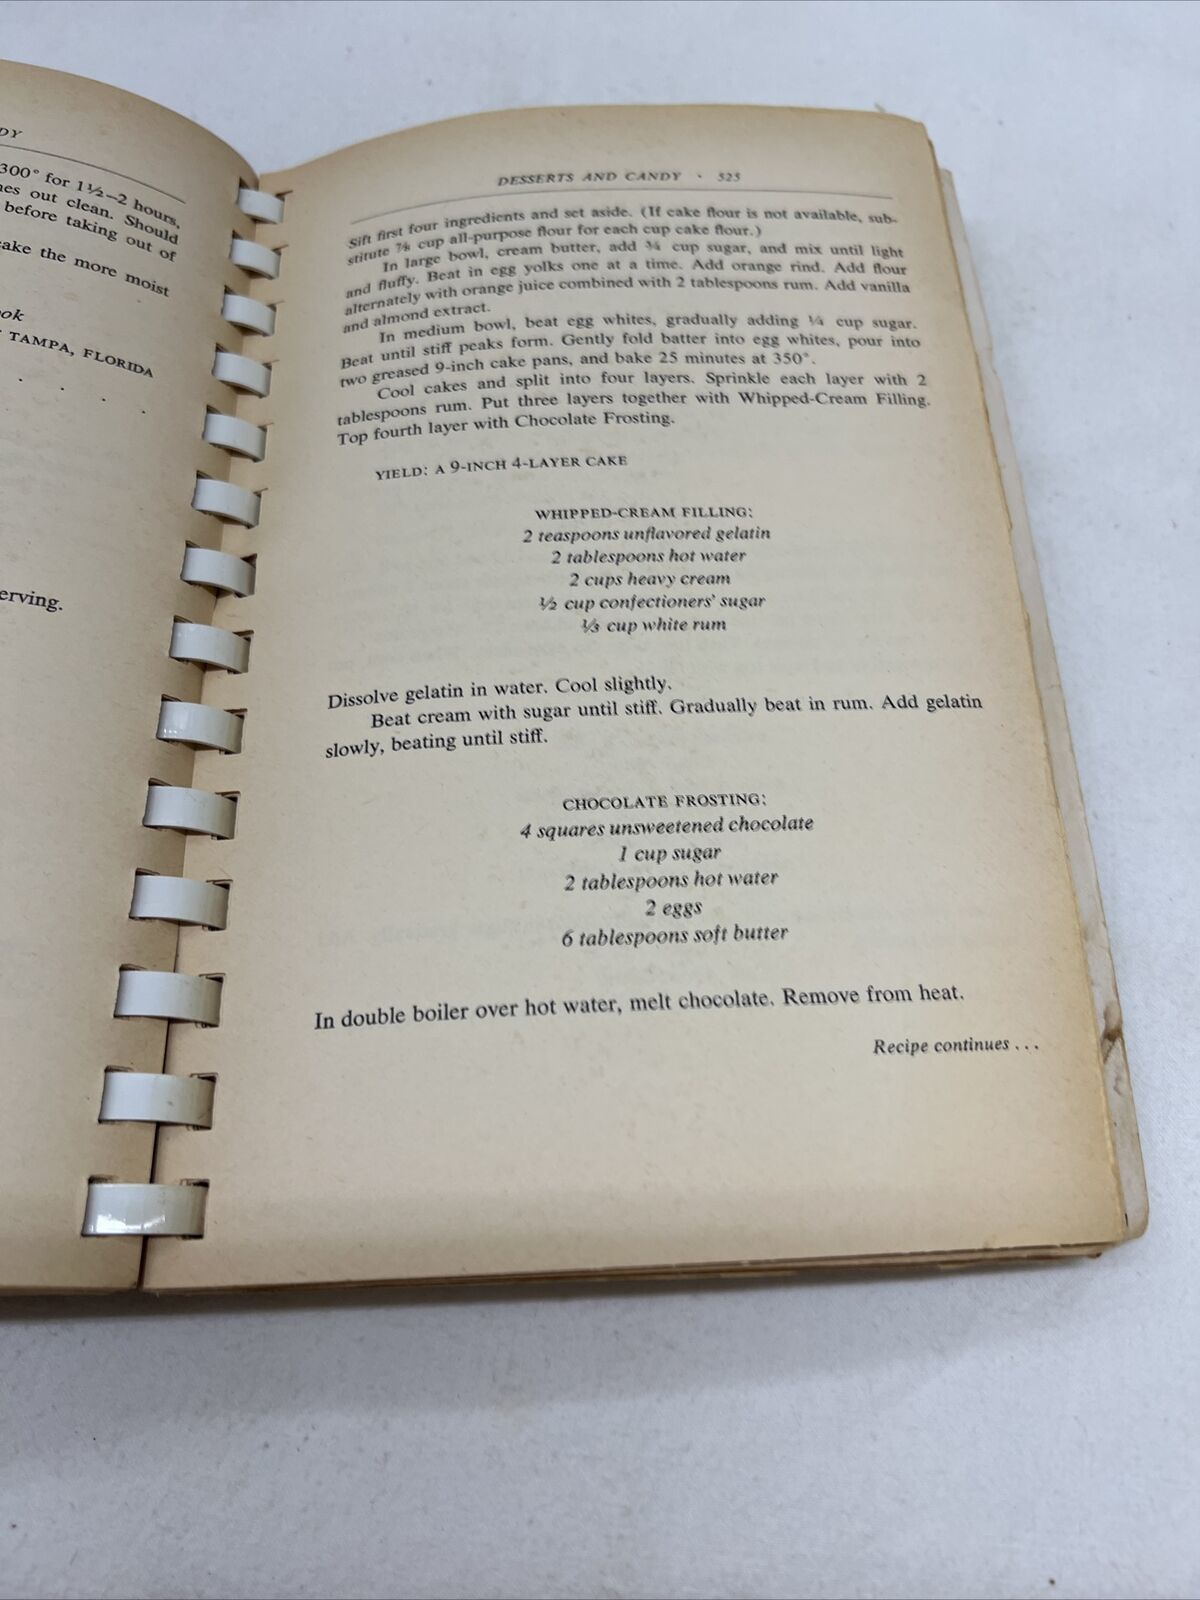 DY
300° for 1½–2 hours,
nes out clean. Should
before taking out of
cake the more moist
ook
TAMPA, FLORIDA
. . .
erving.
DESSERTS AND CANDY · 525
Sift first four ingredients and set aside. (If cake flour is not available, sub-
stitute ⅞ cup all-purpose flour for each cup cake flour.)
In large bowl, cream butter, add ¾ cup sugar, and mix until light
and fluffy. Beat in egg yolks one at a time. Add orange rind. Add flour
alternately with orange juice combined with 2 tablespoons rum. Add vanilla
and almond extract.
In medium bowl, beat egg whites, gradually adding ¼ cup sugar.
Beat until stiff peaks form. Gently fold batter into egg whites, pour into
two greased 9-inch cake pans, and bake 25 minutes at 350°.
Cool cakes and split into four layers. Sprinkle each layer with 2
tablespoons rum. Put three layers together with Whipped-Cream Filling.
Top fourth layer with Chocolate Frosting.
YIELD: A 9-INCH 4-LAYER CAKE
WHIPPED-CREAM FILLING:
2 teaspoons unflavored gelatin
2 tablespoons hot water
2 cups heavy cream
½ cup confectioners' sugar
⅓ cup white rum
Dissolve gelatin in water. Cool slightly.
Beat cream with sugar until stiff. Gradually beat in rum. Add gelatin
slowly, beating until stiff.
CHOCOLATE FROSTING:
4 squares unsweetened chocolate
1 cup sugar
2 tablespoons hot water
2 eggs
6 tablespoons soft butter
In double boiler over hot water, melt chocolate. Remove from heat.
Recipe continues . . .